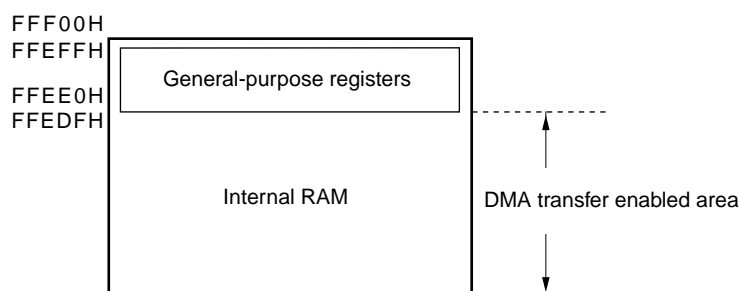 FFF00H
FFEFFH
General-purpose registers
FFEE0H
FFEDFH
Internal RAM
DMA transfer enabled area